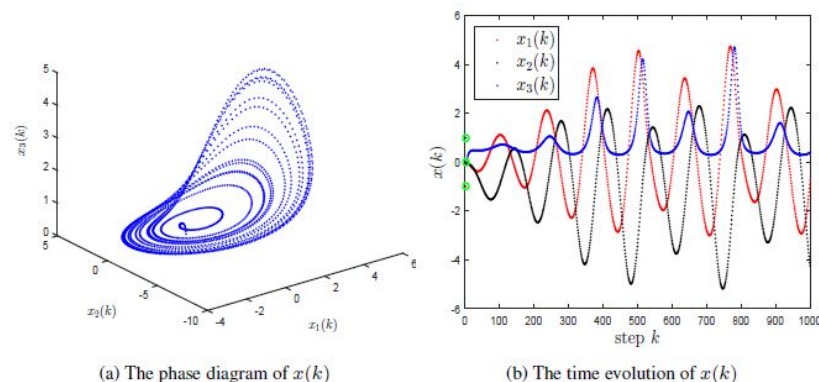 5
4
3
2
1
0
x₃(k)
5
0
-5
-10
x₂(k)
-4
-2
0
2
4
6
x₁(k)
(a) The phase diagram of x(k)
6
4
2
0
-2
-4
-6
x(k)
x₁(k)
x₂(k)
x₃(k)
0 100 200 300 400 500 600 700 800 900 1000
step k
(b) The time evolution of x(k)